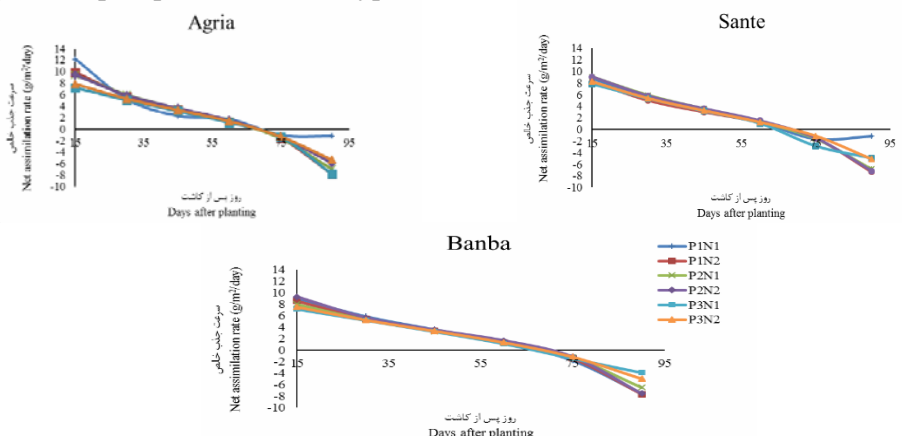 Agria
14
12
10
8
6
4
2
0
-2
-4
-6
-8
-10
15 35 55 75 95
سرعت جذب خالص
Net assimilation rate (g/m²/day)
روز پس از کاشت
Days after planting
Sante
14
12
10
8
6
4
2
0
-2
-4
-6
-8
-10
15 35 55 75 95
سرعت جذب خالص
Net assimilation rate (g/m²/day)
روز پس از کاشت
Days after planting
Banba
14
12
10
8
6
4
2
0
-2
-4
-6
-8
-10
15 35 55 75 95
سرعت جذب خالص
Net assimilation rate (g/m²/day)
روز پس از کاشت
Days after planting
P1N1
P1N2
P2N1
P2N2
P3N1
P3N2